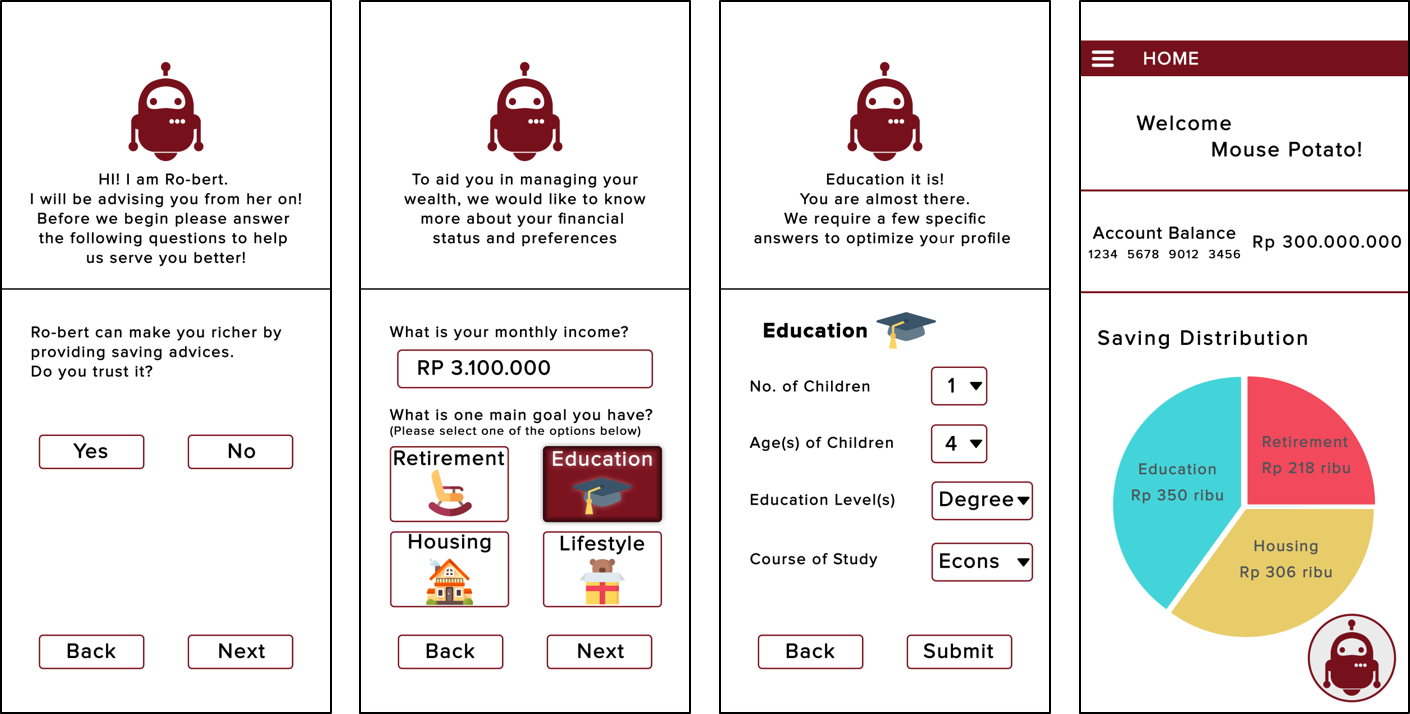 HI! I am Ro-bert.
I will be advising you from her on!
Before we begin please answer
the following questions to help
us serve you better!
Ro-bert can make you richer by
providing saving advices.
Do you trust it?
Yes
No
Back
Next
To aid you in managing your
wealth, we would like to know
more about your financial
status and preferences
What is your monthly income?
RP 3.100.000
What is one main goal you have?
(Please select one of the options below)
Retirement
Education
Housing
Lifestyle
Back
Next
Education it is!
You are almost there.
We require a few specific
answers to optimize your profile
Education
No. of Children
1
Age(s) of Children
4
Education Level(s)
Degree
Course of Study
Econs
Back
Submit
HOME
Welcome
Mouse Potato!
Account Balance
1234 5678 9012 3456
Rp 300.000.000
Saving Distribution
Education
Rp 350 ribu
Retirement
Rp 218 ribu
Housing
Rp 306 ribu